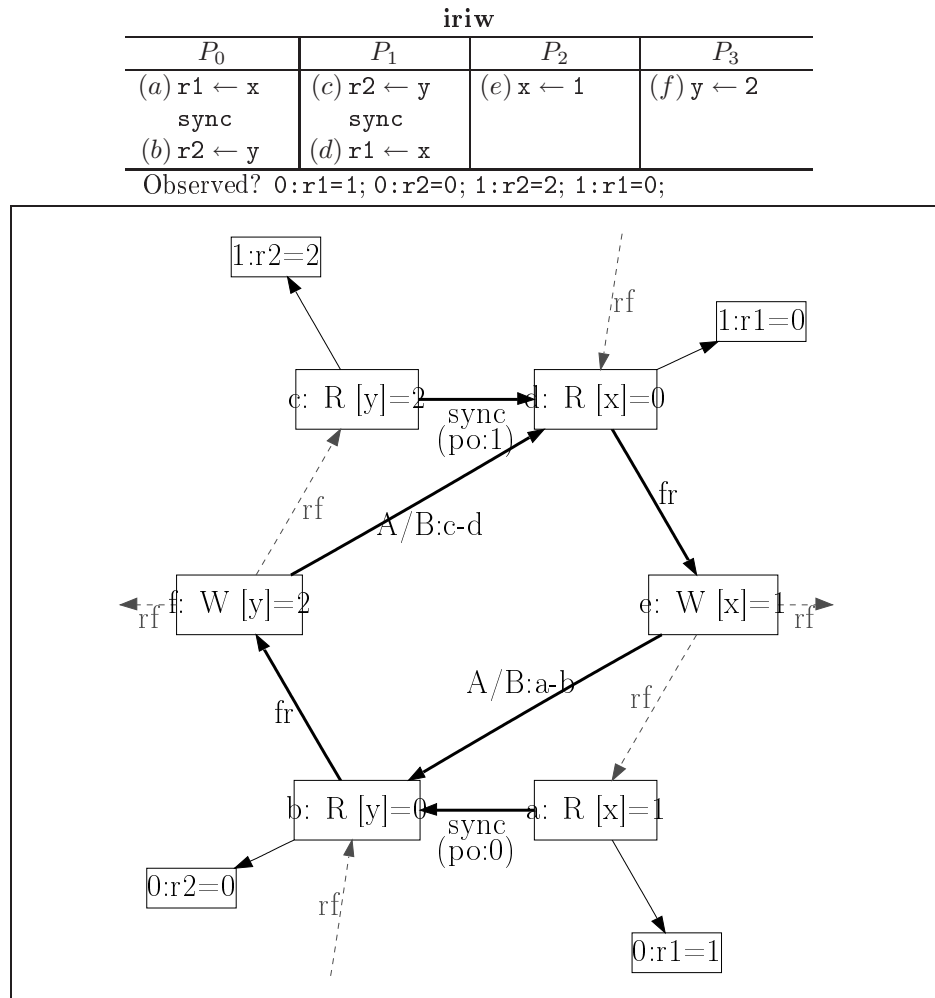 iriw
P0 P1 P2 P3
(a) r1 ← x (c) r2 ← y (e) x ← 1 (f) y ← 2
sync sync
(b) r2 ← y (d) r1 ← x
Observed? 0:r1=1; 0:r2=0; 1:r2=2; 1:r1=0;
1:r2=2
rf
1:r1=0
c: R [y]=2
d: R [x]=0
sync
(po:1)
fr
rf
A/B:c-d
f: W [y]=2
e: W [x]=1
rf
rf
A/B:a-b
rf
fr
b: R [y]=0
a: R [x]=1
sync
(po:0)
0:r2=0
rf
0:r1=1